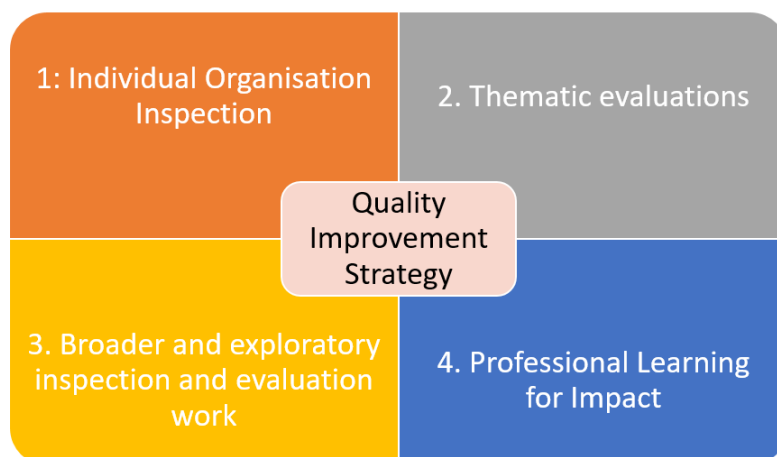 1: Individual Organisation
Inspection
2. Thematic evaluations
Quality
Improvement
Strategy
3. Broader and exploratory
inspection and evaluation
work
4. Professional Learning
for Impact